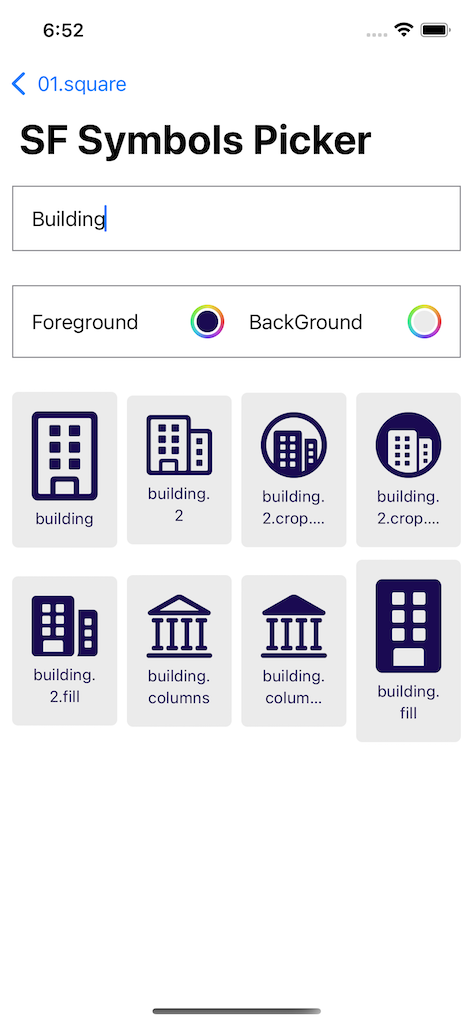 6:52
01.square
SF Symbols Picker
Building
Foreground BackGround
building
building.
2
building.
2.crop....
building.
2.crop....
building.
2.fill
building.
columns
building.
colum...
building.
fill